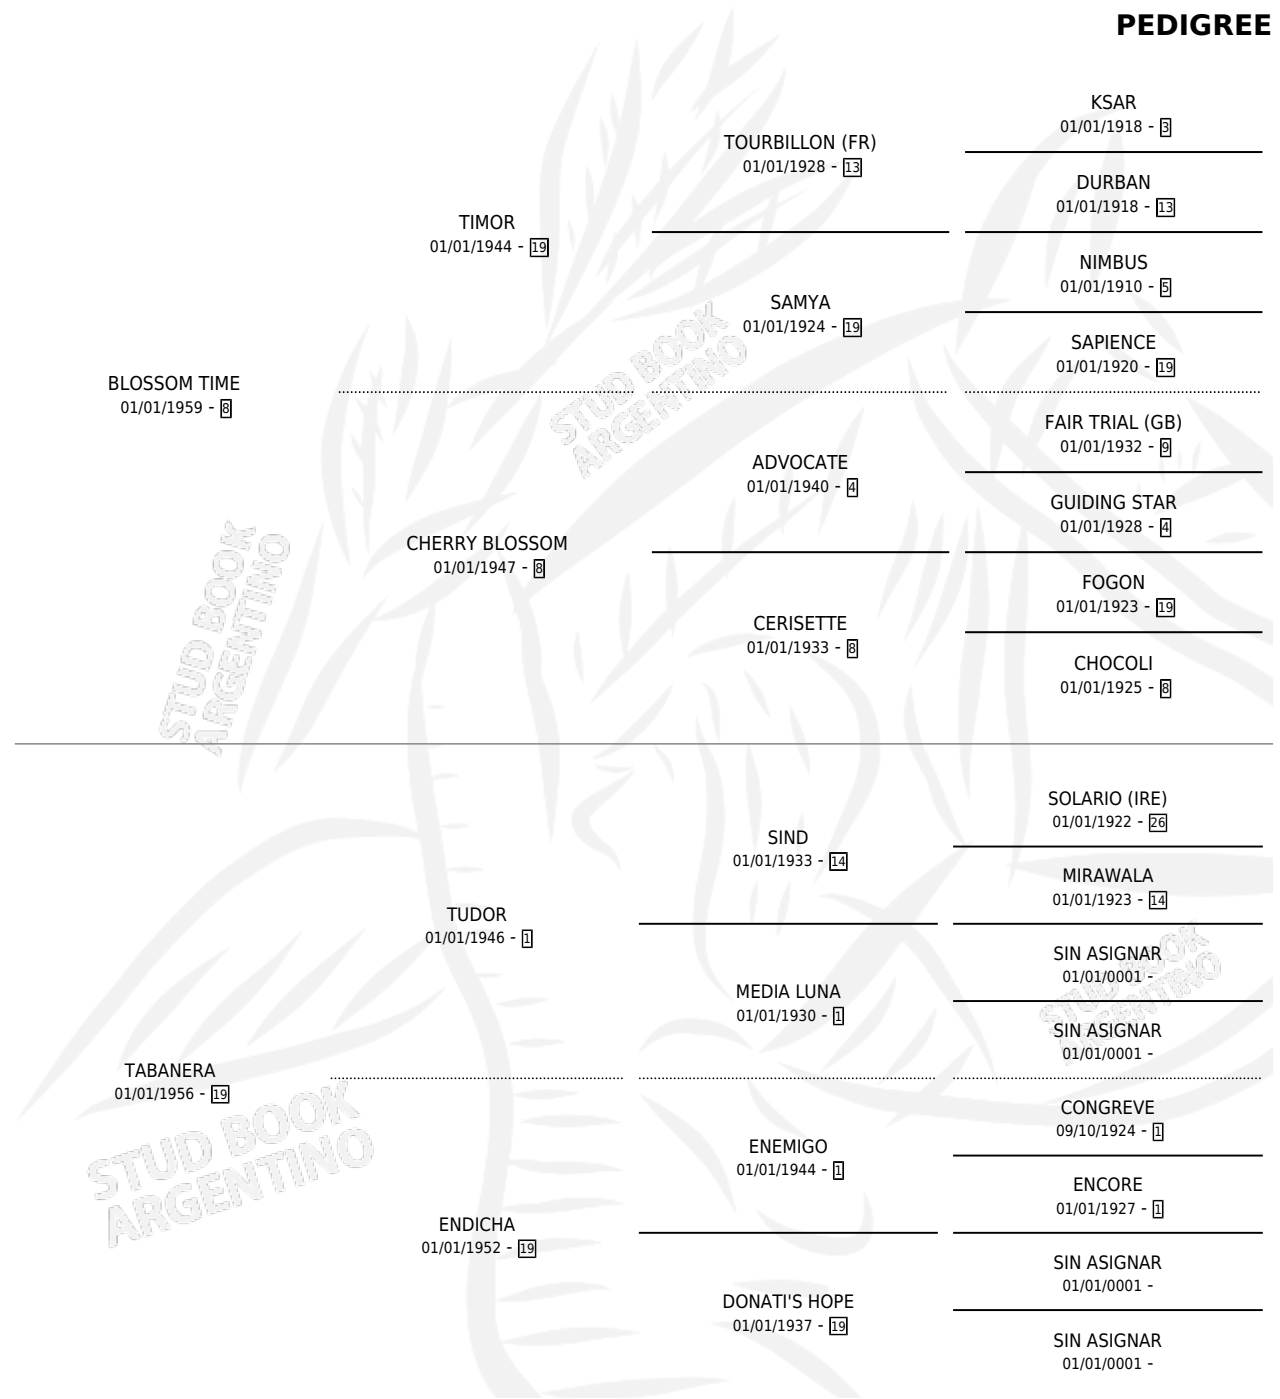 PEDIGREE
KSAR
01/01/1918 - 3
TOURBILLON (FR)
01/01/1928 - 13
DURBAN
01/01/1918 - 13
TIMOR
01/01/1944 - 19
NIMBUS
01/01/1910 - 5
SAMYA
01/01/1924 - 19
SAPIENCE
01/01/1920 - 19
BLOSSOM TIME
01/01/1959 - 8
FAIR TRIAL (GB)
01/01/1932 - 9
ADVOCATE
01/01/1940 - 4
GUIDING STAR
01/01/1928 - 4
CHERRY BLOSSOM
01/01/1947 - 8
FOGON
01/01/1923 - 19
CERISETTE
01/01/1933 - 8
CHOCOLI
01/01/1925 - 8
SOLARIO (IRE)
01/01/1922 - 26
SIND
01/01/1933 - 14
MIRAWALA
01/01/1923 - 14
TUDOR
01/01/1946 - 1
SIN ASIGNAR
01/01/0001 -
MEDIA LUNA
01/01/1930 - 1
SIN ASIGNAR
01/01/0001 -
TABANERA
01/01/1956 - 19
CONGREVE
09/10/1924 - 1
ENEMIGO
01/01/1944 - 1
ENCORE
01/01/1927 - 1
ENDICHA
01/01/1952 - 19
SIN ASIGNAR
01/01/0001 -
DONATI'S HOPE
01/01/1937 - 19
SIN ASIGNAR
01/01/0001 -
STUD BOOK
ARGENTINO
STUD BOOK
ARGENTINO
STUD BOOK
ARGENTINO
STUD BOOK
ARGENTINO